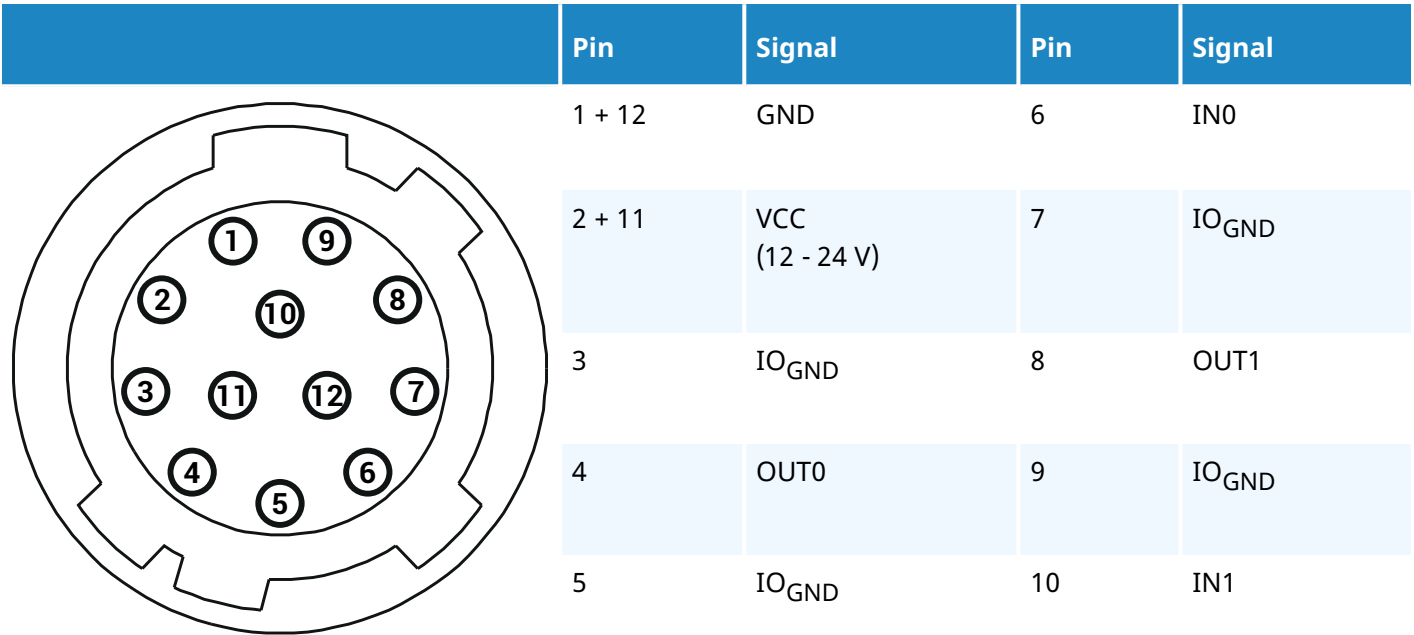 Pin Signal Pin Signal
1 + 12 GND 6 IN0
2 + 11 VCC 7 IOGND
(12 - 24 V)
3 IOGND 8 OUT1
4 OUT0 9 IOGND
5 IOGND 10 IN1
1 9
2 8
10
3 11 12 7
4 6
5